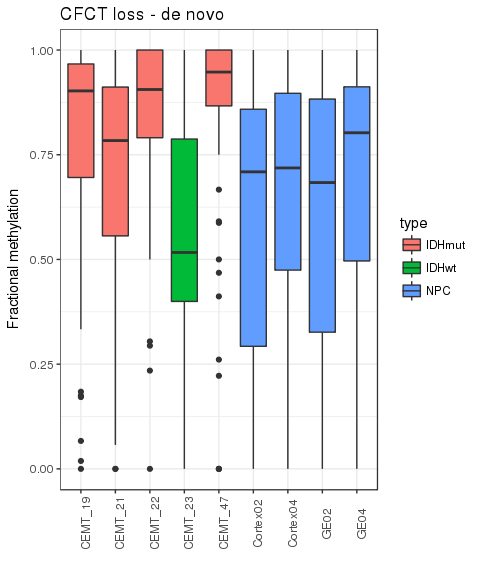 CFCT loss - de novo
Fractional methylation
1.00
0.75
0.50
0.25
0.00
CEMT_19
CEMT_21
CEMT_22
CEMT_23
CEMT_47
Cortex02
Cortex04
GE02
GE04
type
IDHmut
IDHwt
NPC